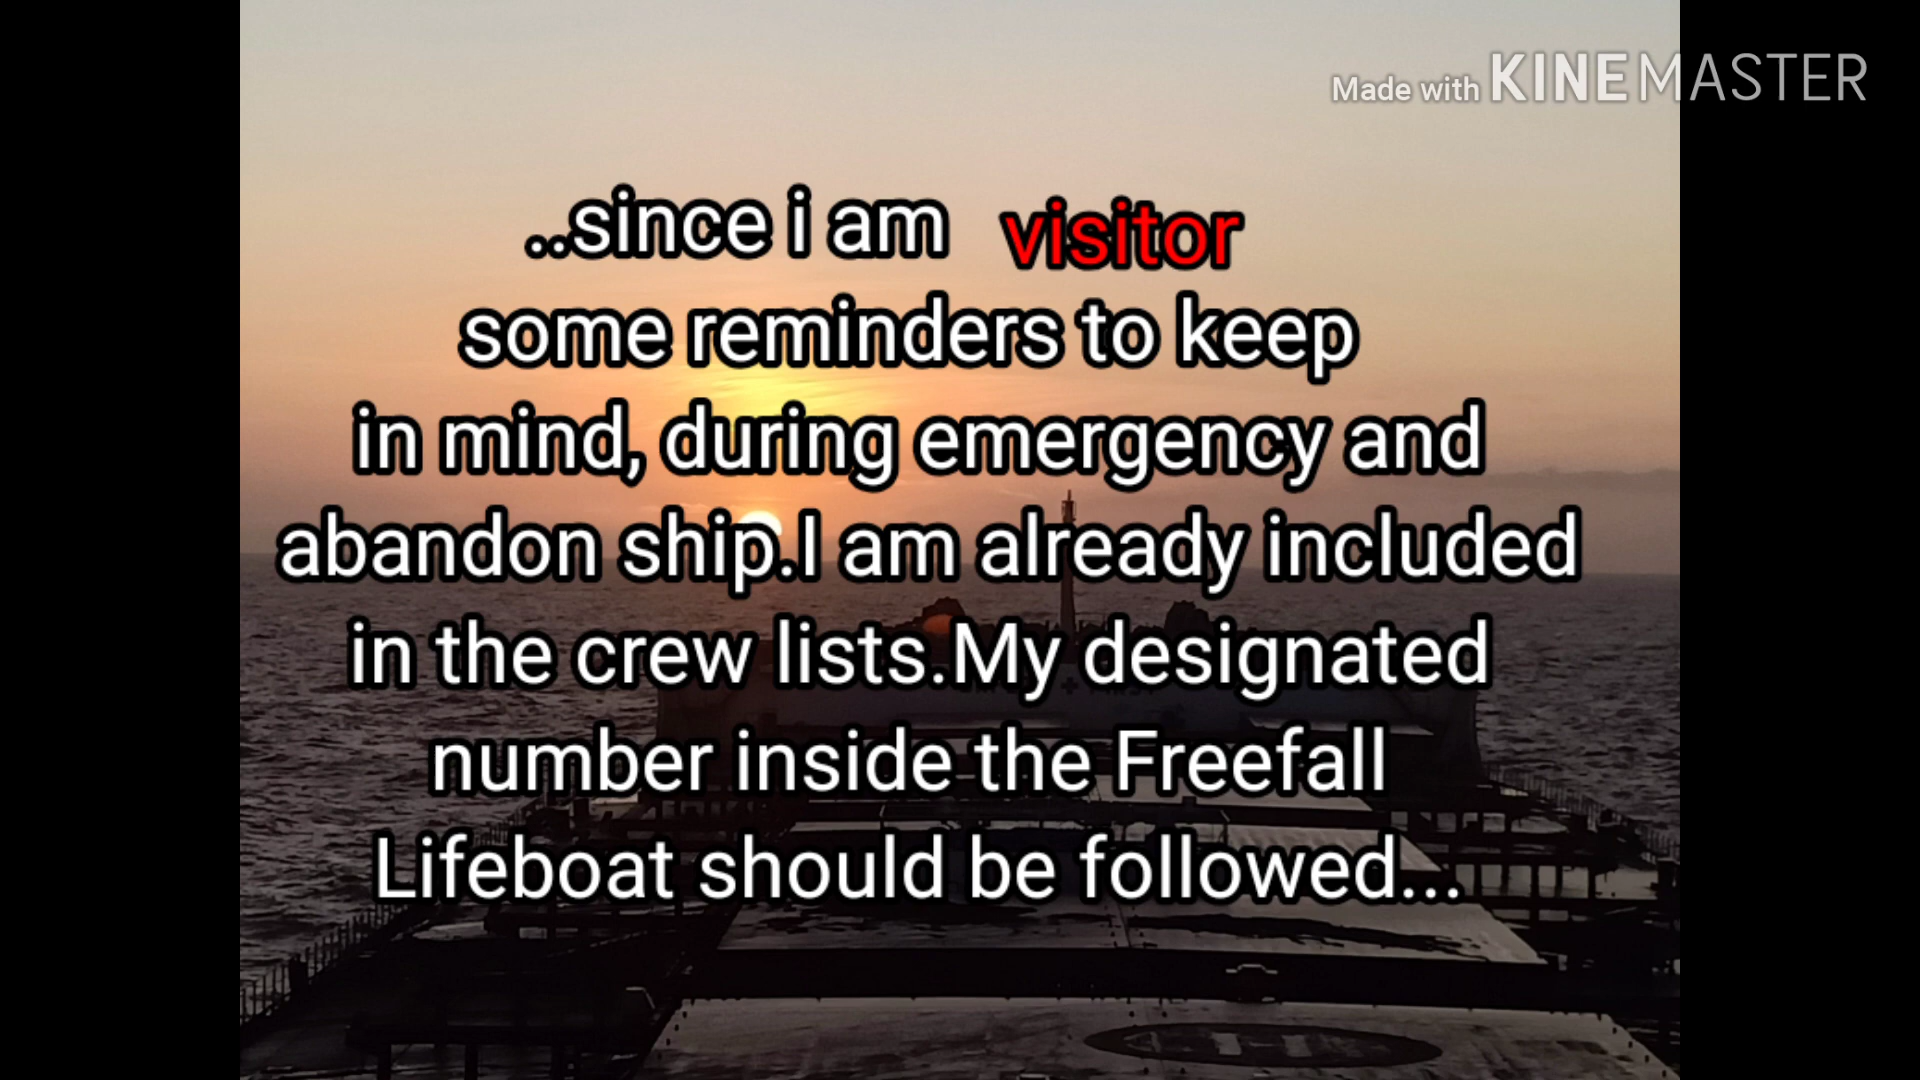 Made with KINEMASTER
..since i am visitor
some reminders to keep
in mind, during emergency and
abandon ship.I am already included
in the crew lists.My designated
number inside the Freefall
Lifeboat should be followed...